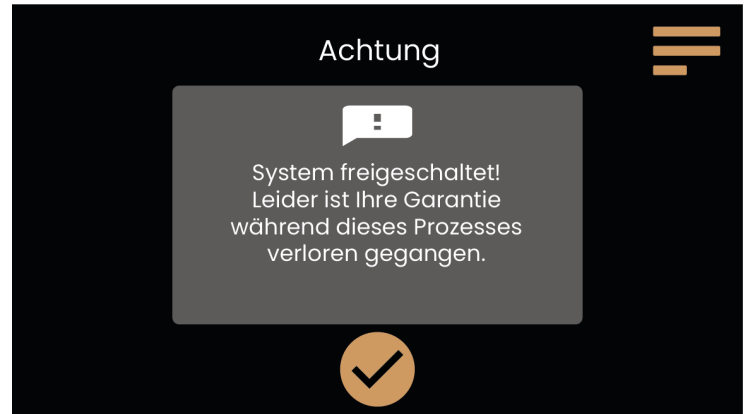 Achtung
System freigeschaltet!
Leider ist Ihre Garantie
während dieses Prozesses
verloren gegangen.